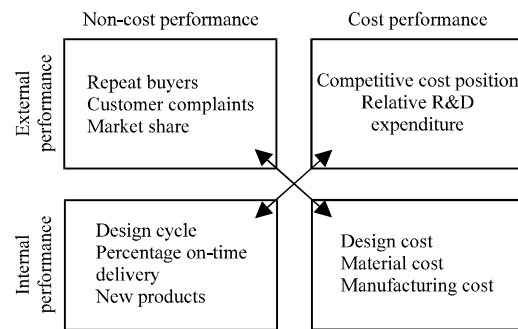 Non-cost performance
Cost performance
External
performance
Repeat buyers
Customer complaints
Market share
Competitive cost position
Relative R&D
expenditure
Internal
performance
Design cycle
Percentage on-time
delivery
New products
Design cost
Material cost
Manufacturing cost